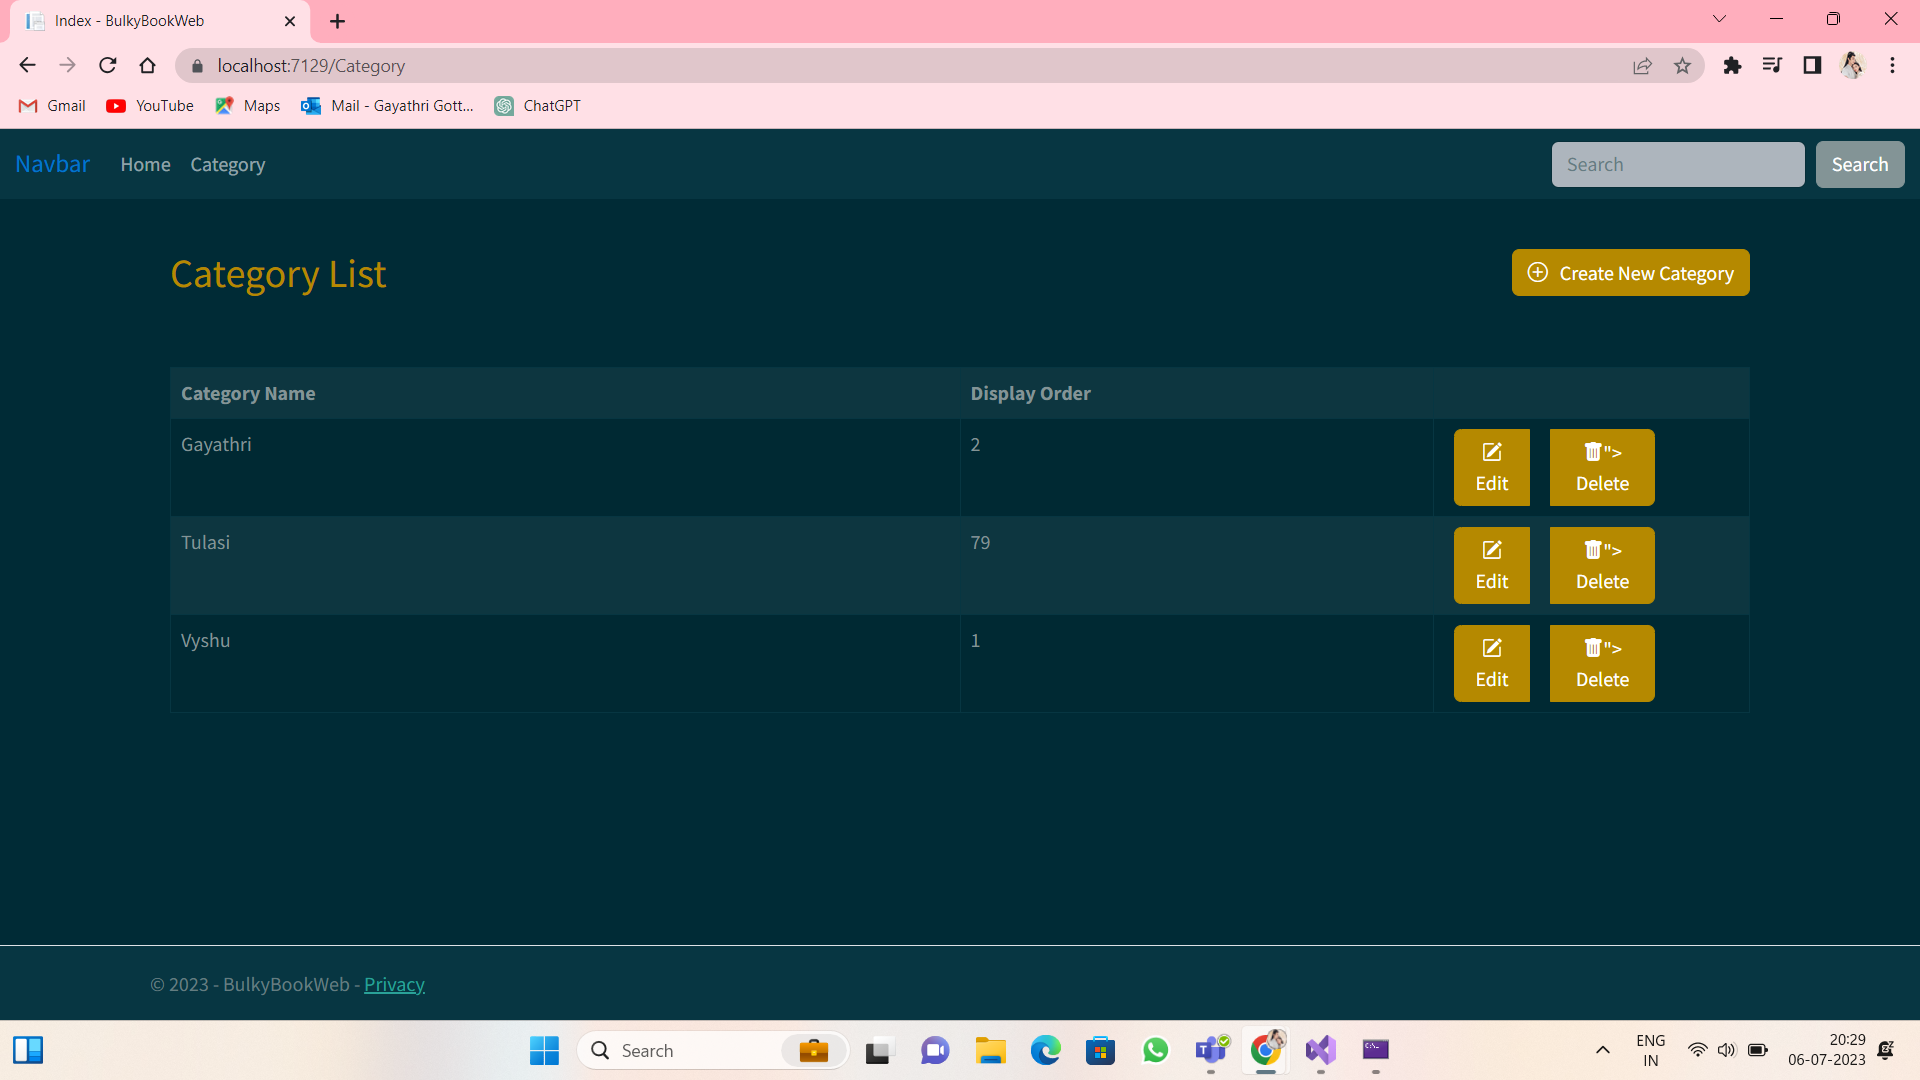 Index - BulkyBookWeb
localhost:7129/Category
Gmail YouTube Maps Mail - Gayathri Gott... ChatGPT
Navbar Home Category Search Search
Category List Create New Category
Category Name Display Order
Gayathri 2 Edit "> Delete
Tulasi 79 Edit "> Delete
Vyshu 1 Edit "> Delete
© 2023 - BulkyBookWeb - Privacy
Search
ENG
IN
20:29
06-07-2023